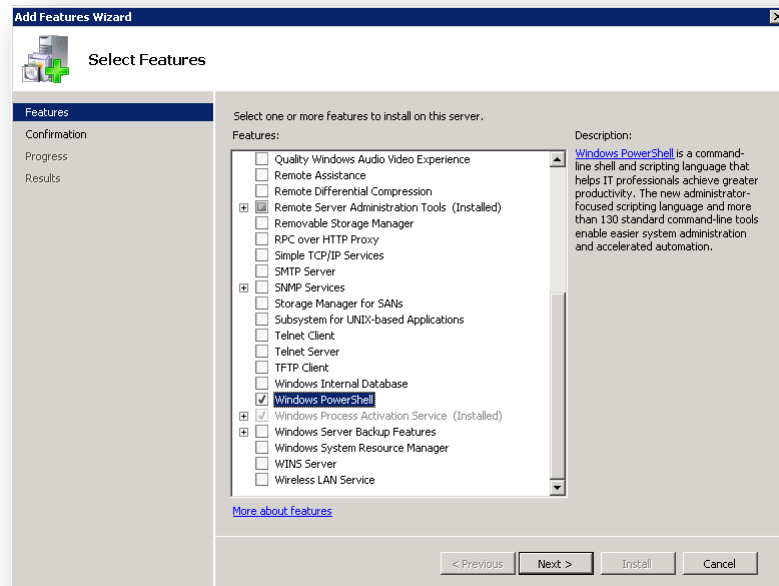 Add Features Wizard
Select Features
Features
Confirmation
Progress
Results
Select one or more features to install on this server.
Features:
Quality Windows Audio Video Experience
Remote Assistance
Remote Differential Compression
Remote Server Administration Tools (Installed)
Removable Storage Manager
RPC over HTTP Proxy
Simple TCP/IP Services
SMTP Server
SNMP Services
Storage Manager for SANs
Subsystem for UNIX-based Applications
Telnet Client
Telnet Server
TFTP Client
Windows Internal Database
Windows PowerShell
Windows Process Activation Service (Installed)
Windows Server Backup Features
Windows System Resource Manager
WINS Server
Wireless LAN Service
More about features
Description:
Windows PowerShell is a command-
line shell and scripting language that
helps IT professionals achieve greater
productivity. The new administrator-
focused scripting language and more
than 130 standard command-line tools
enable easier system administration
and accelerated automation.
< Previous
Next >
Install
Cancel